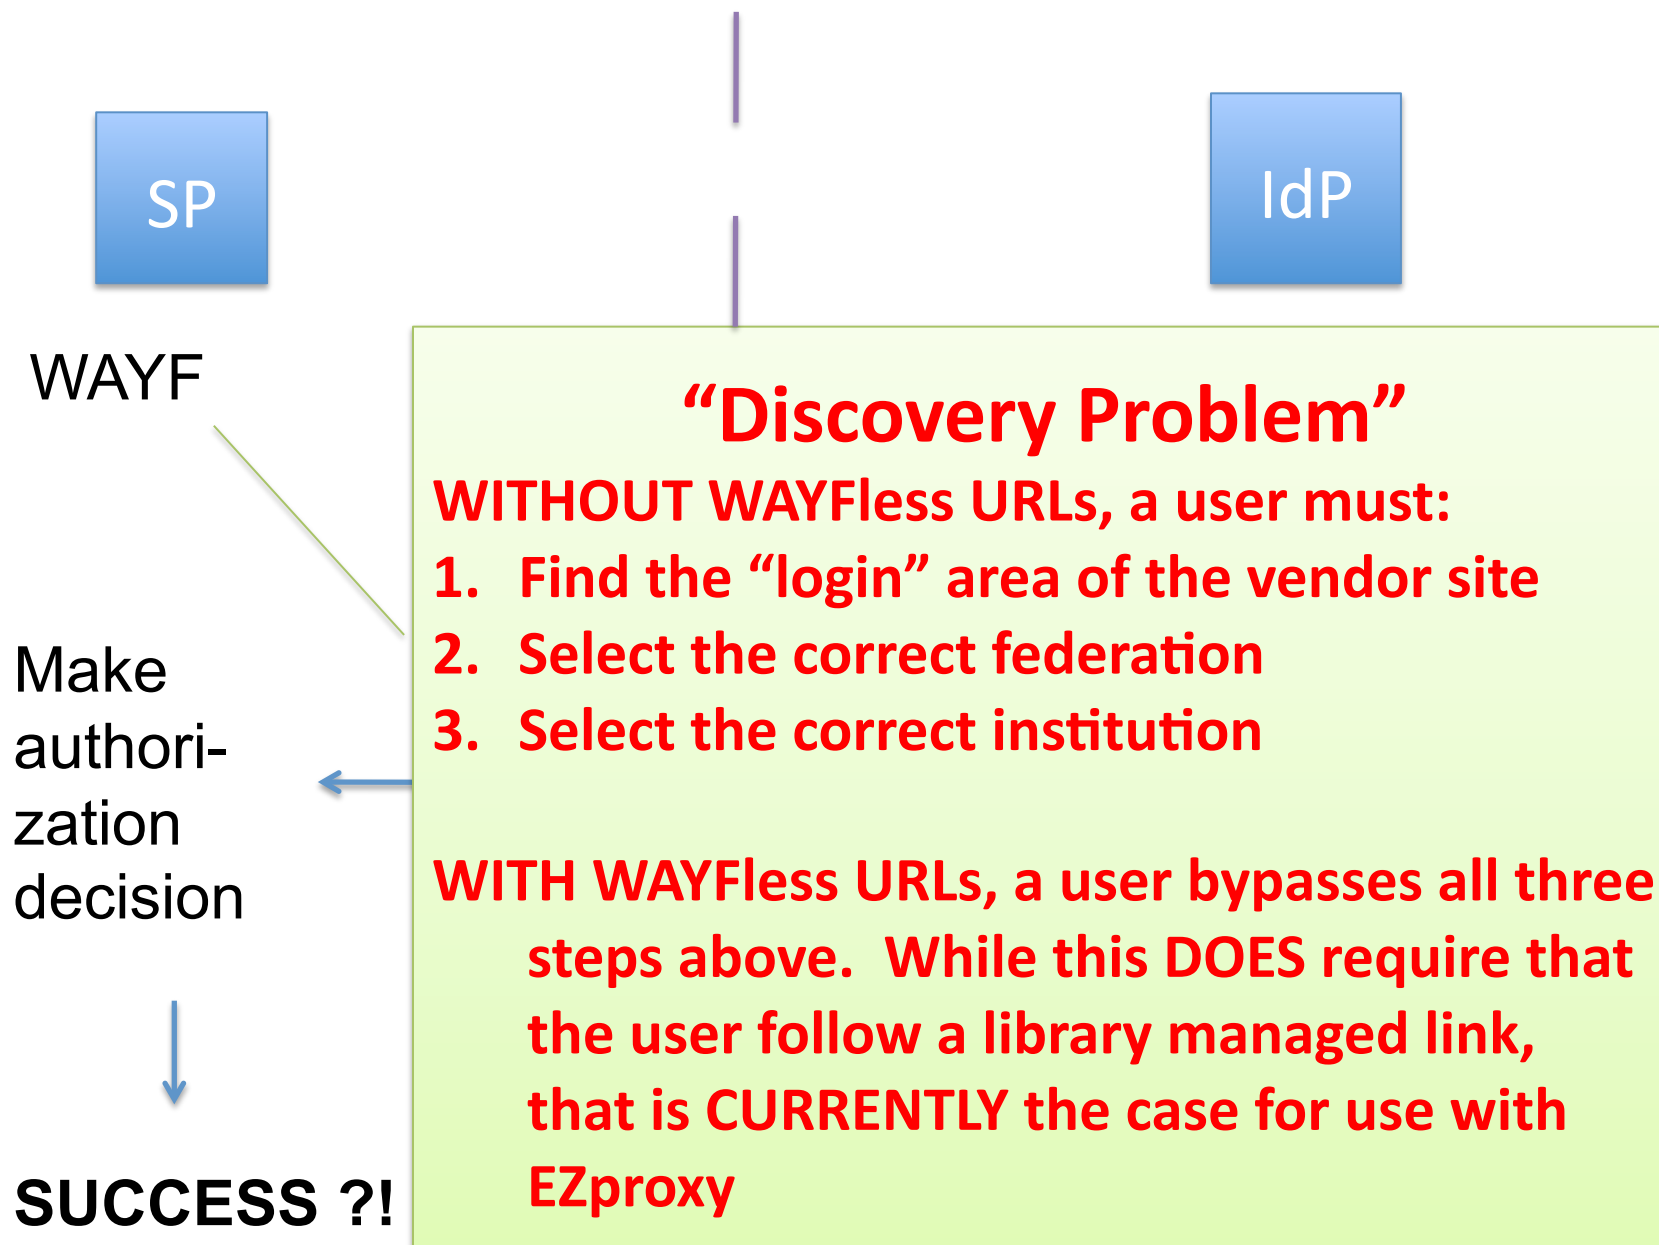 SP
IdP
WAYF
Make
authori-
zation
decision
SUCCESS ?!
“Discovery Problem”
WITHOUT WAYFless URLs, a user must:
1. Find the “login” area of the vendor site
2. Select the correct federation
3. Select the correct institution
WITH WAYFless URLs, a user bypasses all three
steps above. While this DOES require that
the user follow a library managed link,
that is CURRENTLY the case for use with
EZproxy